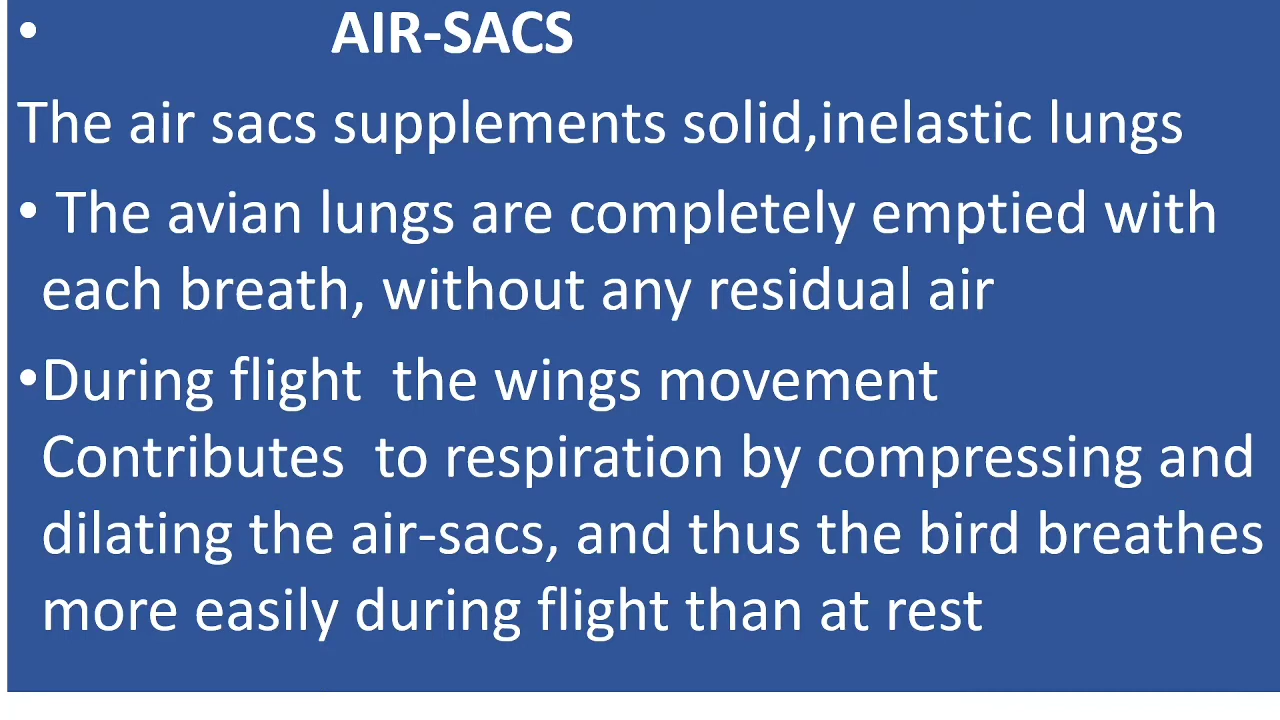 • AIR-SACS
The air sacs supplements solid,inelastic lungs
• The avian lungs are completely emptied with
each breath, without any residual air
•During flight  the wings movement
Contributes  to respiration by compressing and
dilating the air-sacs, and thus the bird breathes
more easily during flight than at rest